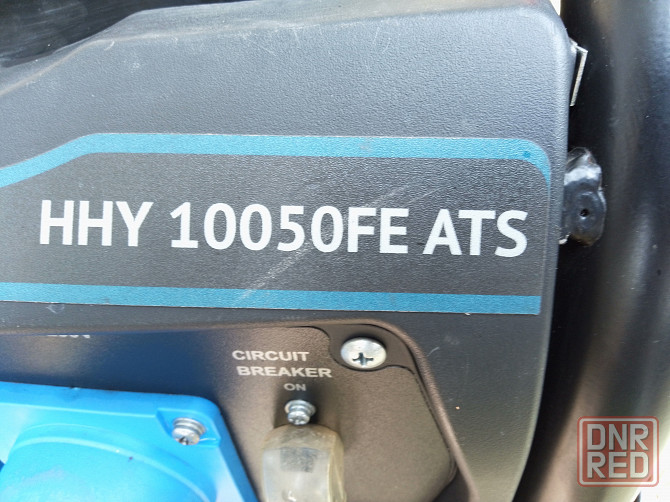 HHY 10050FE ATS
CIRCUIT
BREAKER
ON
DNR
RED